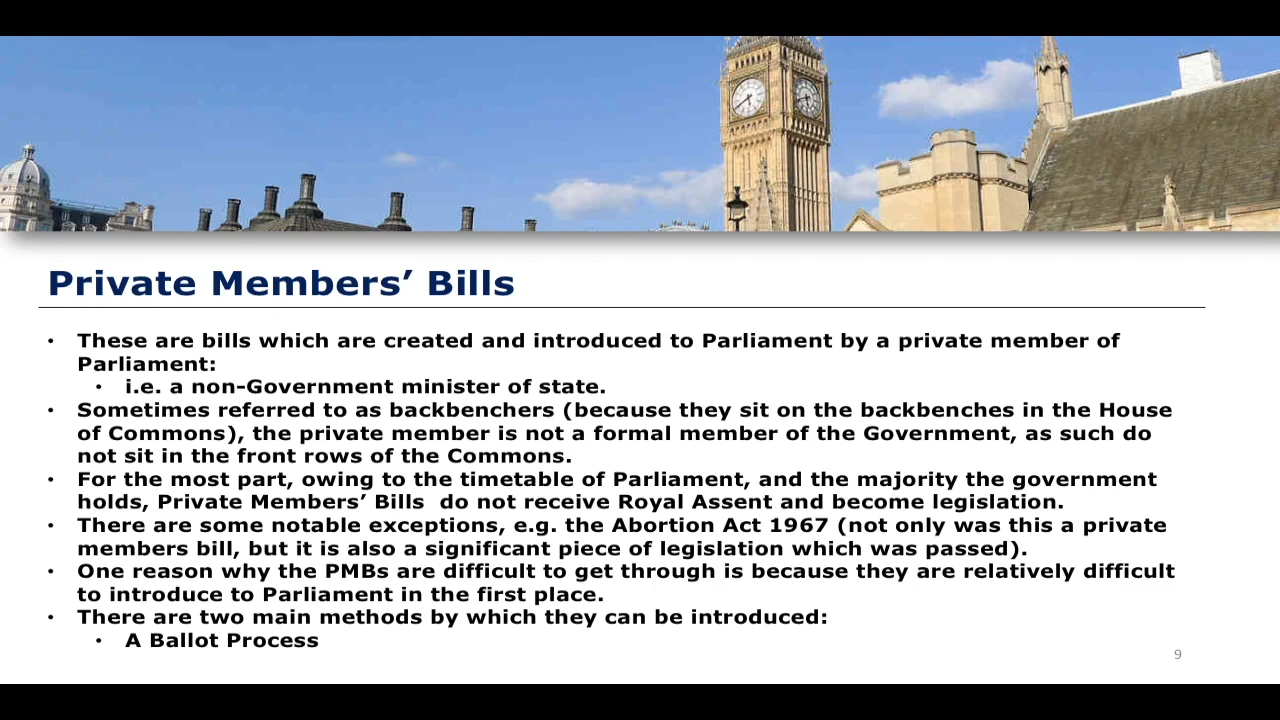 Private Members’ Bills
• These are bills which are created and introduced to Parliament by a private member of
Parliament:
• i.e. a non-Government minister of state.
• Sometimes referred to as backbenchers (because they sit on the backbenches in the House
of Commons), the private member is not a formal member of the Government, as such do
not sit in the front rows of the Commons.
• For the most part, owing to the timetable of Parliament, and the majority the government
holds, Private Members’ Bills  do not receive Royal Assent and become legislation.
• There are some notable exceptions, e.g. the Abortion Act 1967 (not only was this a private
members bill, but it is also a significant piece of legislation which was passed).
• One reason why the PMBs are difficult to get through is because they are relatively difficult
to introduce to Parliament in the first place.
• There are two main methods by which they can be introduced:
• A Ballot Process
9